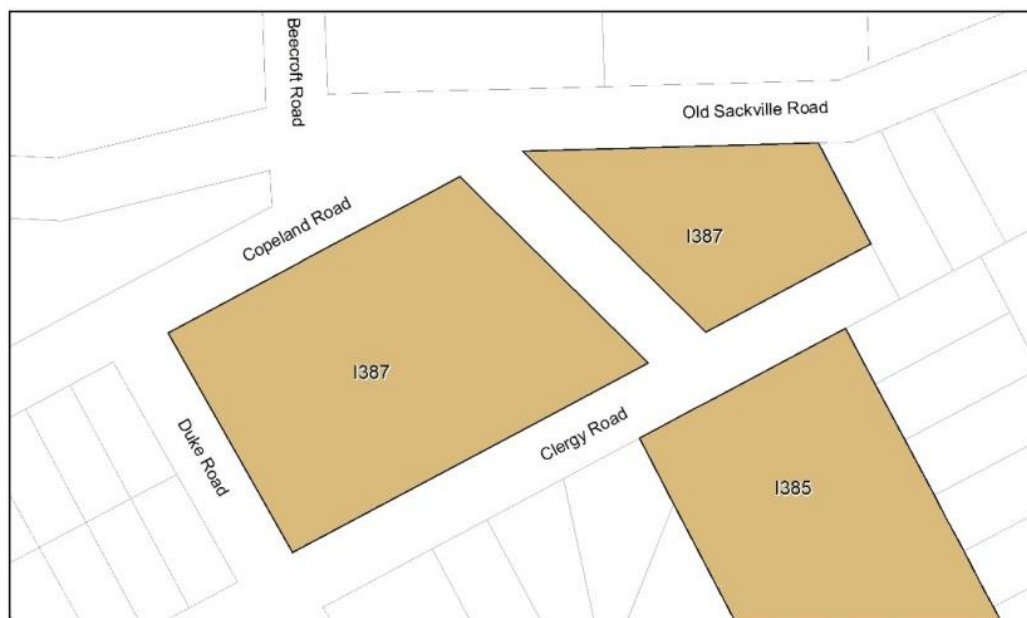 Beecroft Road
Old Sackville Road
Copeland Road
I387
I387
Duke Road
Clergy Road
I385